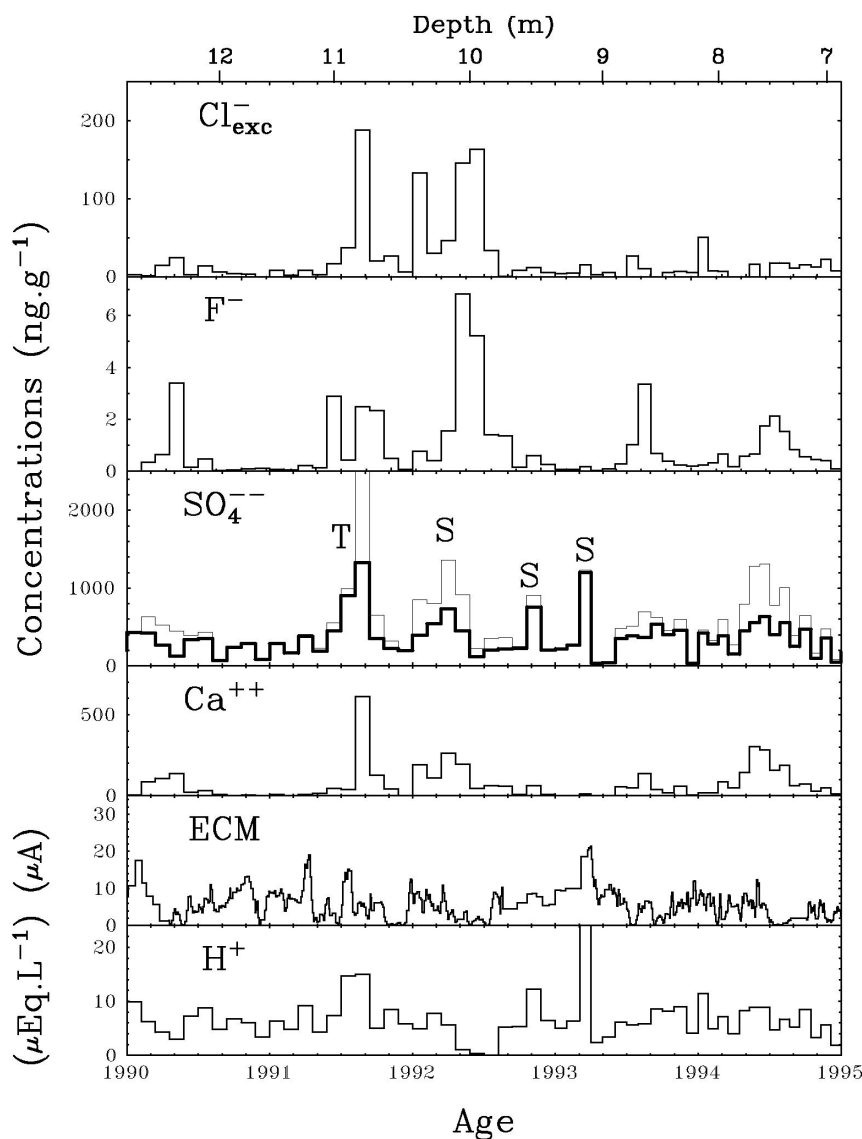 Depth (m)
12 11 10 9 8 7
Cl⁻exc
200
100
0
F⁻
6
4
2
0
SO₄⁻⁻
T S S S
2000
1000
0
Ca⁺⁺
500
0
ECM
30
20
10
0
H⁺
20
10
0
Concentrations (ng.g⁻¹)
(μA)
(μEq.L⁻¹)
1990 1991 1992 1993 1994 1995
Age